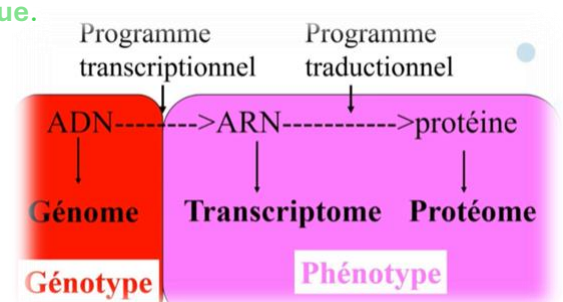 ue.
Programme
transcriptionnel
Programme
traductionnel
ADN------->ARN----------->protéine
Génome Transcriptome Protéome
Génotype Phénotype